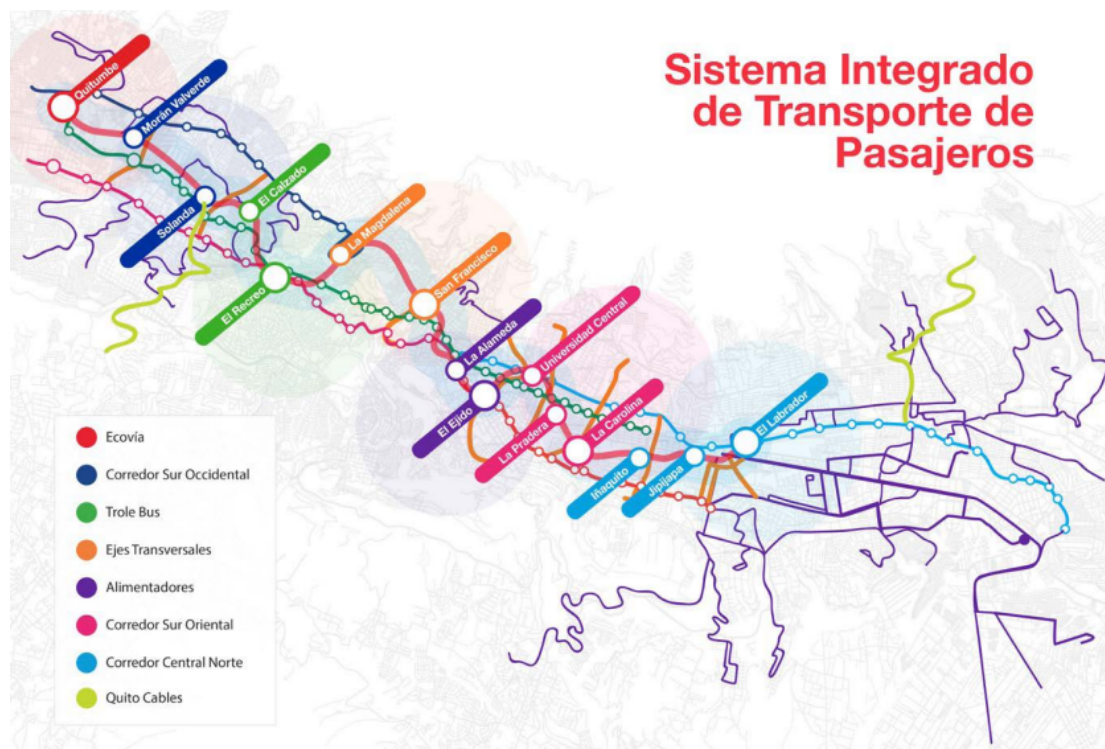 Sistema Integrado
de Transporte de
Pasajeros
Quitumbe
Morán Valverde
Solanda
El Calzado
El Recreo
La Magdalena
San Francisco
La Alameda
El Ejido
Universidad Central
La Pradera
La Carolina
Iñaquito
Jipijapa
El Labrador
Ecovía
Corredor Sur Occidental
Trole Bus
Ejes Transversales
Alimentadores
Corredor Sur Oriental
Corredor Central Norte
Quito Cables